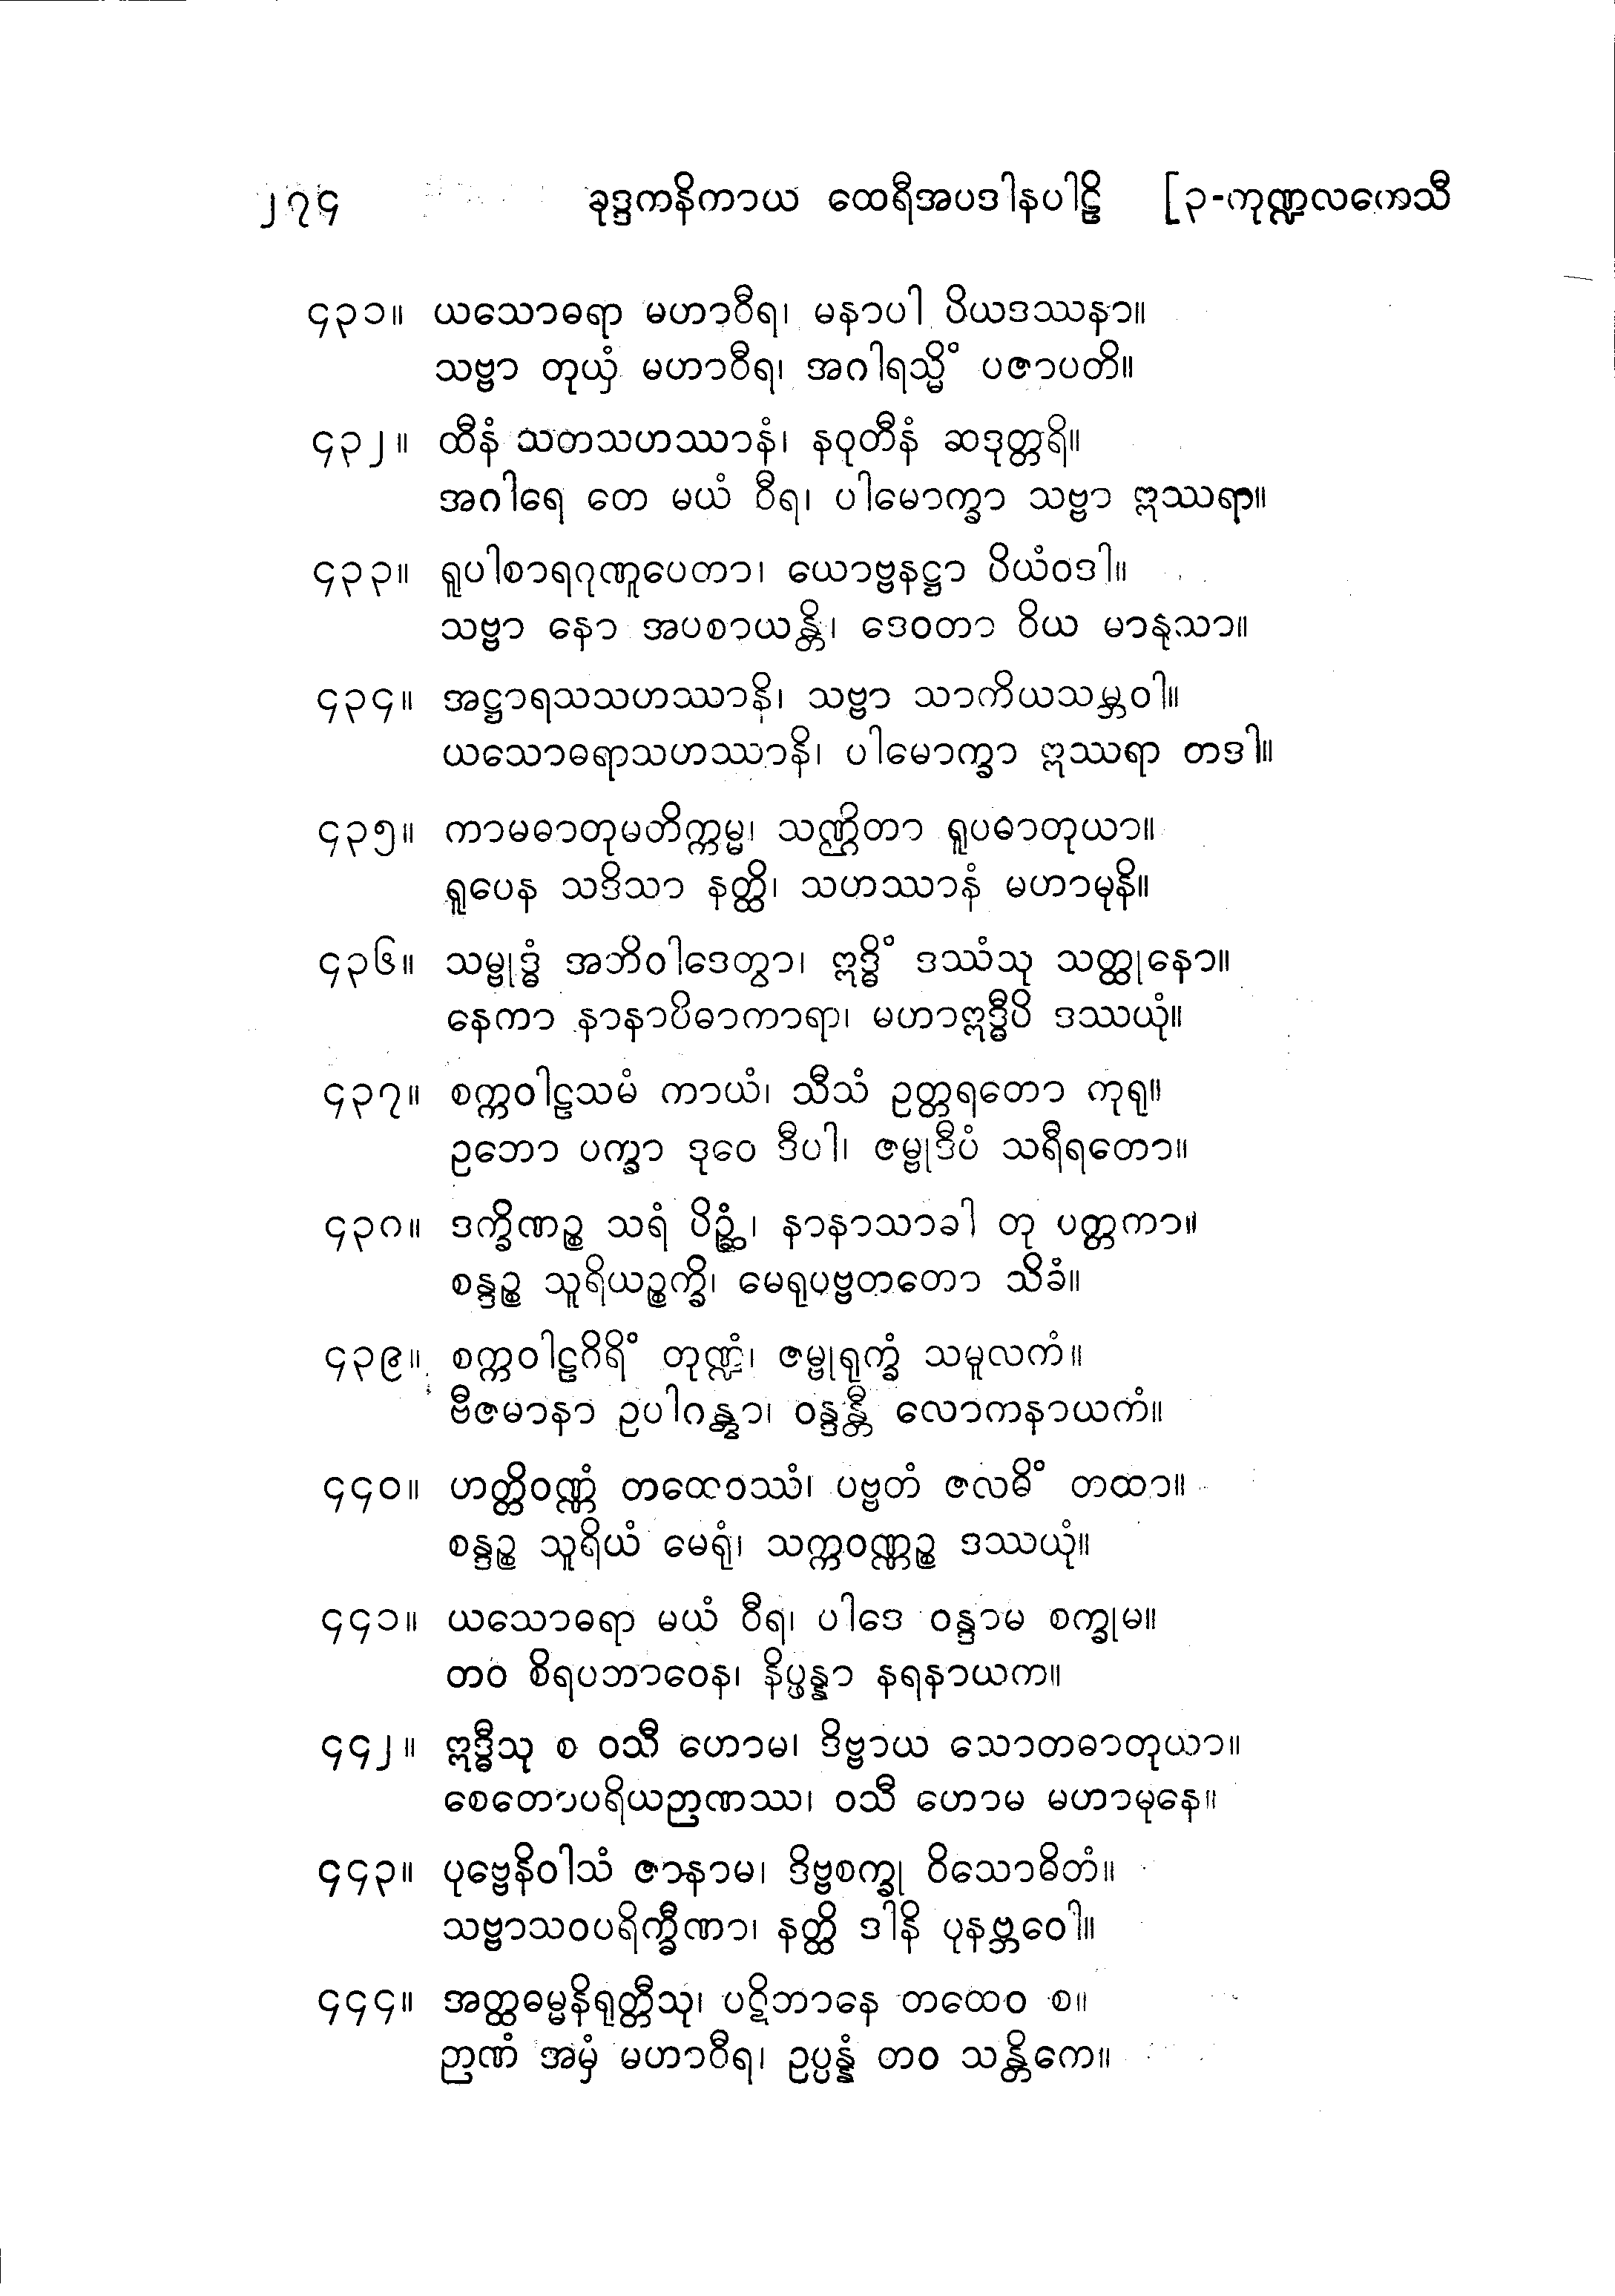 ၂၇၄ ခုဒ္ဒကနိကာယ ထေရီအပဒါနပါဠိ [၃-ကုဏ္ဍလကေသီ
၄၃၁။ ယသောဓရာ မဟာဝီရ၊ မနာပါ ပိယဒဿနာ။
သဗ္ဗာ တုယှံ မဟာဝီရ၊ အဂါရသ္မိံ ပဇာပတိ။
၄၃၂။ ထီနံ သတသဟဿာနံ၊ နဝုတီနံ ဆဒုတ္တရိ။
အဂါရေ တေ မယံ ဝီရ၊ ပါမောက္ခာ သဗ္ဗာ ဣဿရာ။
၄၃၃။ ရူပါစာရဂုဏူပေတာ၊ ယောဗ္ဗနဋ္ဌာ ပိယံဝဒါ။
သဗ္ဗာ နော အပစာယန္တိ၊ ဒေဝတာ ဝိယ မာနုသာ။
၄၃၄။ အဋ္ဌာရသသဟဿာနိ၊ သဗ္ဗာ သာကိယသမ္ဘဝါ။
ယသောဓရာသဟဿာနိ၊ ပါမောက္ခာ ဣဿရာ တဒါ။
၄၃၅။ ကာမဓာတုမတိက္ကမ္မ၊ သဏ္ဌိတာ ရူပဓာတုယာ။
ရူပေန သဒိသာ နတ္ထိ၊ သဟဿာနံ မဟာမုနိ။
၄၃၆။ သမ္ဗုဒ္ဓံ အဘိဝါဒေတွာ၊ ဣဒ္ဓိံ ဒဿံသု သတ္ထုနော။
နေကာ နာနာဝိဓာကာရာ၊ မဟာဣဒ္ဓီပိ ဒဿယုံ။
၄၃၇။ စက္ကဝါဠသမံ ကာယံ၊ သီသံ ဥတ္တရတော ကုရု။
ဥဘော ပက္ခာ ဒုဝေ ဒီပါ၊ ဇမ္ဗုဒီပံ သရီရတော။
၄၃၈။ ဒက္ခိဏဉ္စ သရံ ပိဉ္ဆံ၊ နာနာသာခါ တု ပတ္တကာ။
စန္ဒဉ္စ သူရိယဉ္စက္ခိ၊ မေရုပဗ္ဗတတော သိခံ။
၄၃၉။ စက္ကဝါဠဂိရိံ တုဏ္ဍံ၊ ဇမ္ဗုရုက္ခံ သမူလကံ။
ဗီဇမာနာ ဥပါဂန္တွာ၊ ဝန္ဒန္တီ လောကနာယကံ။
၄၄၀။ ဟတ္ထိဝဏ္ဏံ တထေဝဿံ၊ ပဗ္ဗတံ ဇလဓိံ တထာ။
စန္ဒဉ္စ သူရိယံ မေရုံ၊ သက္ကဝဏ္ဏဉ္စ ဒဿယုံ။
၄၄၁။ ယသောဓရာ မယံ ဝီရ၊ ပါဒေ ဝန္ဒာမ စက္ခုမ။
တဝ စိရပဘာဝေန၊ နိပ္ဖန္နာ နရနာယက။
၄၄၂။ ဣဒ္ဓီသု စ ဝသီ ဟောမ၊ ဒိဗ္ဗာယ သောတဓာတုယာ။
စေတောပရိယဉာဏဿ၊ ဝသီ ဟောမ မဟာမုနေ။
၄၄၃။ ပုဗ္ဗေနိဝါသံ ဇာနာမ၊ ဒိဗ္ဗစက္ခု ဝိသောဓိတံ။
သဗ္ဗာသဝပရိက္ခီဏာ၊ နတ္ထိ ဒါနိ ပုနဗ္ဘဝေါ။
၄၄၄။ အတ္ထဓမ္မနိရုတ္တီသု၊ ပဋိဘာနေ တထေဝ စ။
ဉာဏံ အမှံ မဟာဝီရ၊ ဥပ္ပန္နံ တဝ သန္တိကေ။